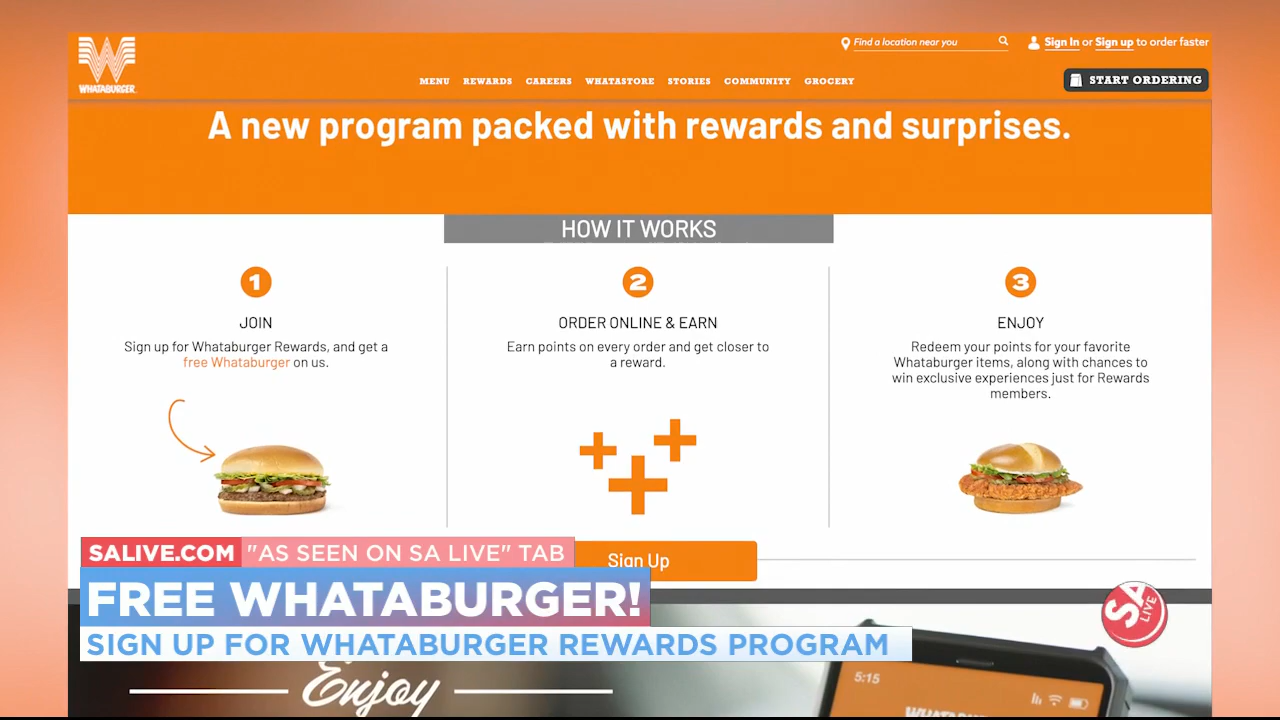 WHATABURGER
Find a location near you
Sign In or Sign up to order faster
MENU REWARDS CAREERS WHATASTORE STORIES COMMUNITY GROCERY
START ORDERING
A new program packed with rewards and surprises.
HOW IT WORKS
1
JOIN
Sign up for Whataburger Rewards, and get a
free Whataburger on us.
2
ORDER ONLINE & EARN
Earn points on every order and get closer to
a reward.
3
ENJOY
Redeem your points for your favorite
Whataburger items, along with chances to
win exclusive experiences just for Rewards
members.
Sign Up
SALIVE.COM "AS SEEN ON SA LIVE" TAB
FREE WHATABURGER!
SIGN UP FOR WHATABURGER REWARDS PROGRAM
SA
LIVE
Enjoy
5:15